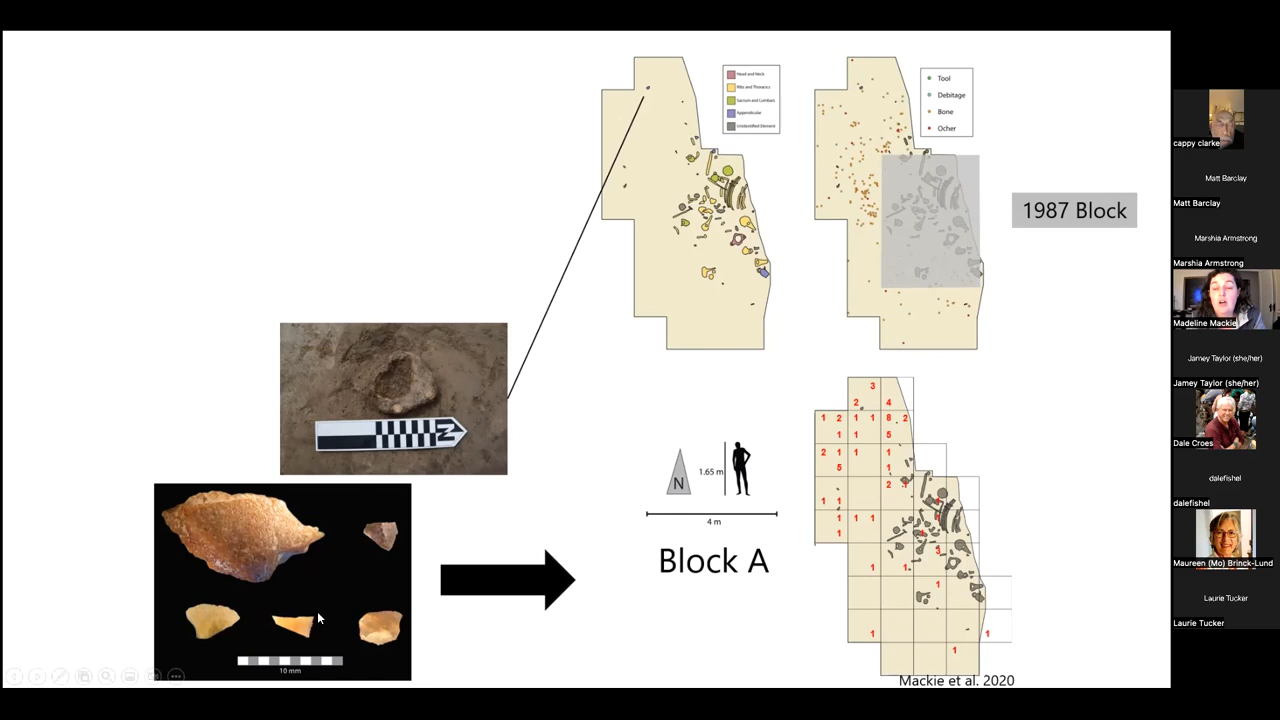 Head and Neck
Ribs and Thoracics
Sacrum and Lumbars
Appendicular
Unidentified Element
Tool
Debitage
Bone
Ocher
1987 Block
N
10 mm
N
1.65 m
4 m
Block A
3
2 4
1 2 1 1 8 2
1 1 5
2 1 1 1
5 1
2 1
1 1
1 1 1
1
3
1 1
1
1 1
1
Mackie et al. 2020
cappy clarke
Matt Barclay
Matt Barclay
Marshia Armstrong
Marshia Armstrong
Madeline Mackie
Jamey Taylor (she/her)
Jamey Taylor (she/her)
Dale Croes
dalefishel
dalefishel
Maureen (Mo) Brinck-Lund
Laurie Tucker
Laurie Tucker